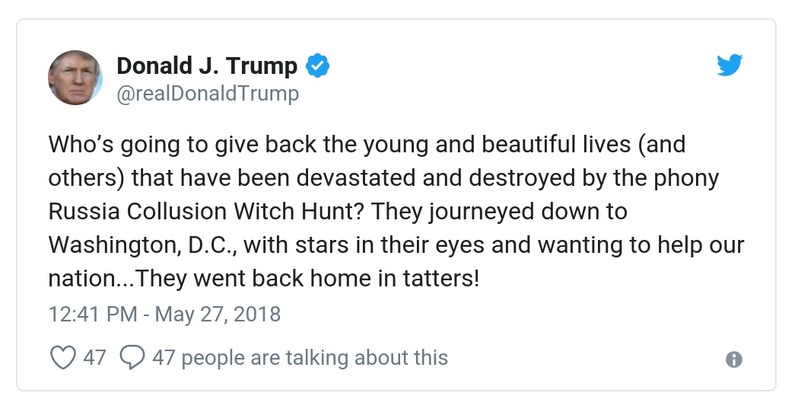 Donald J. Trump
@realDonaldTrump
Who’s going to give back the young and beautiful lives (and
others) that have been devastated and destroyed by the phony
Russia Collusion Witch Hunt? They journeyed down to
Washington, D.C., with stars in their eyes and wanting to help our
nation...They went back home in tatters!
12:41 PM - May 27, 2018
47 47 people are talking about this